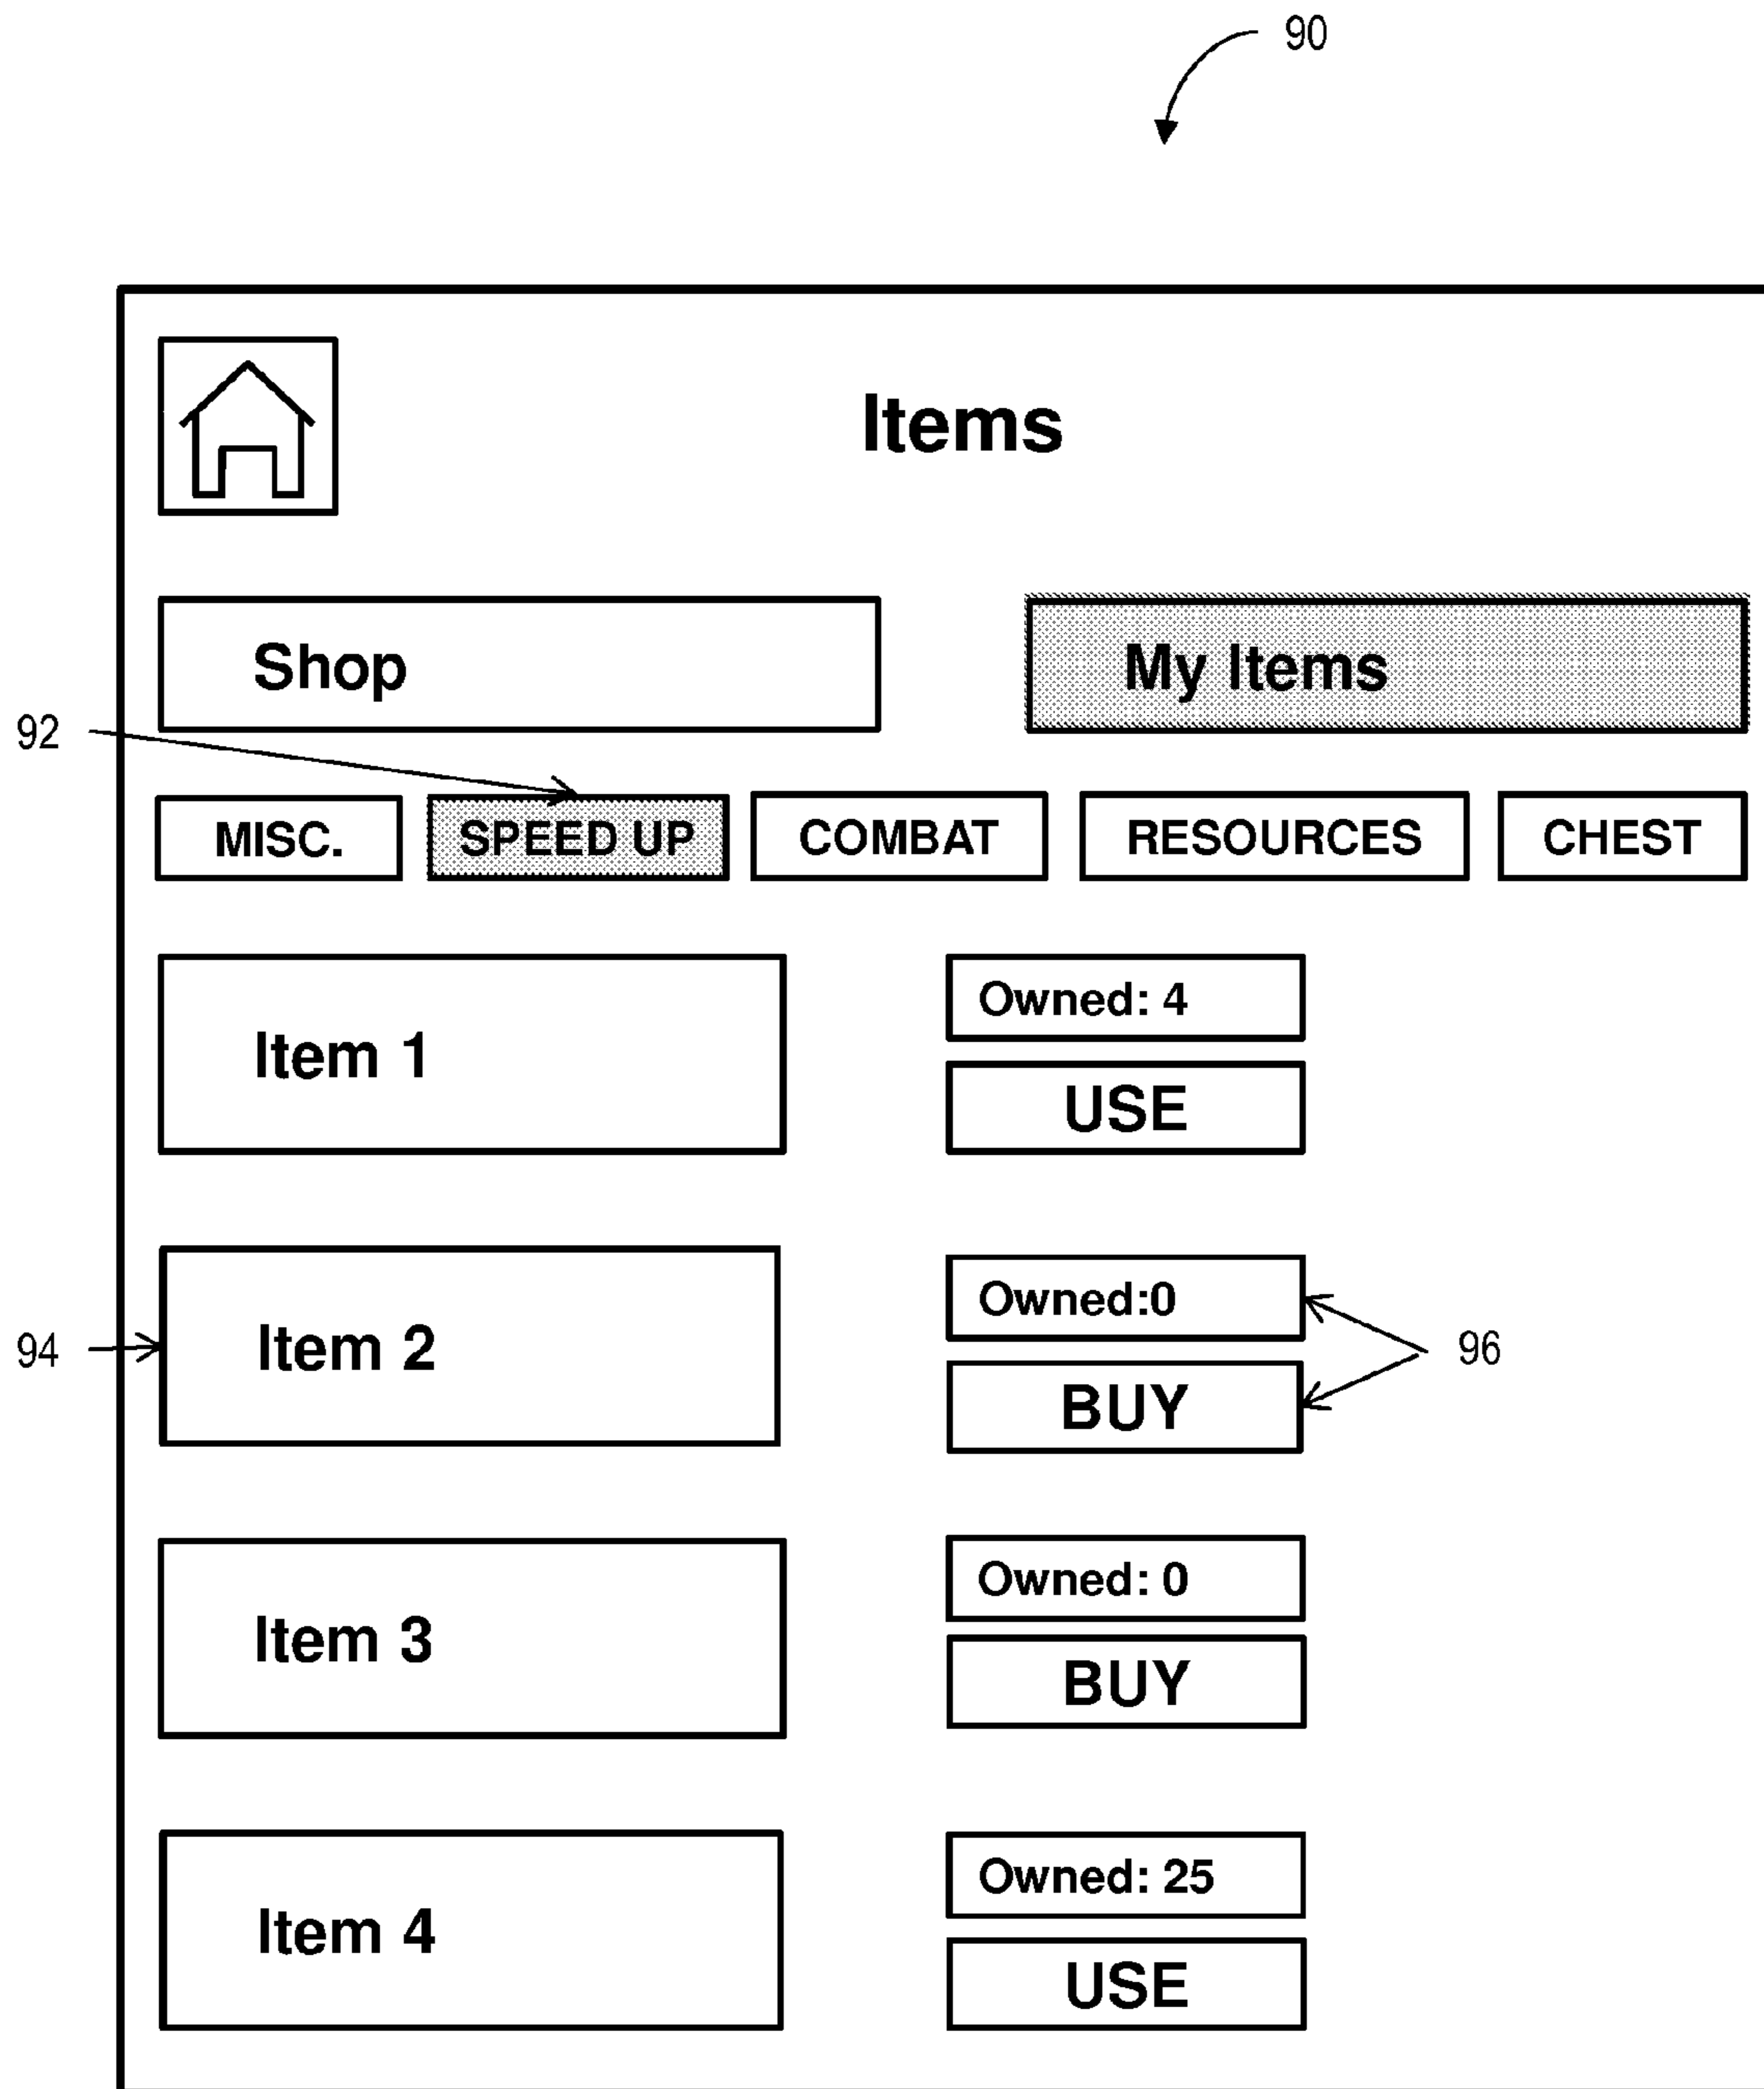 90
Items
Shop
My Items
92
MISC.
SPEED UP
COMBAT
RESOURCES
CHEST
Item 1
Owned: 4
USE
94
Item 2
Owned:0
BUY
96
Item 3
Owned: 0
BUY
Item 4
Owned: 25
USE